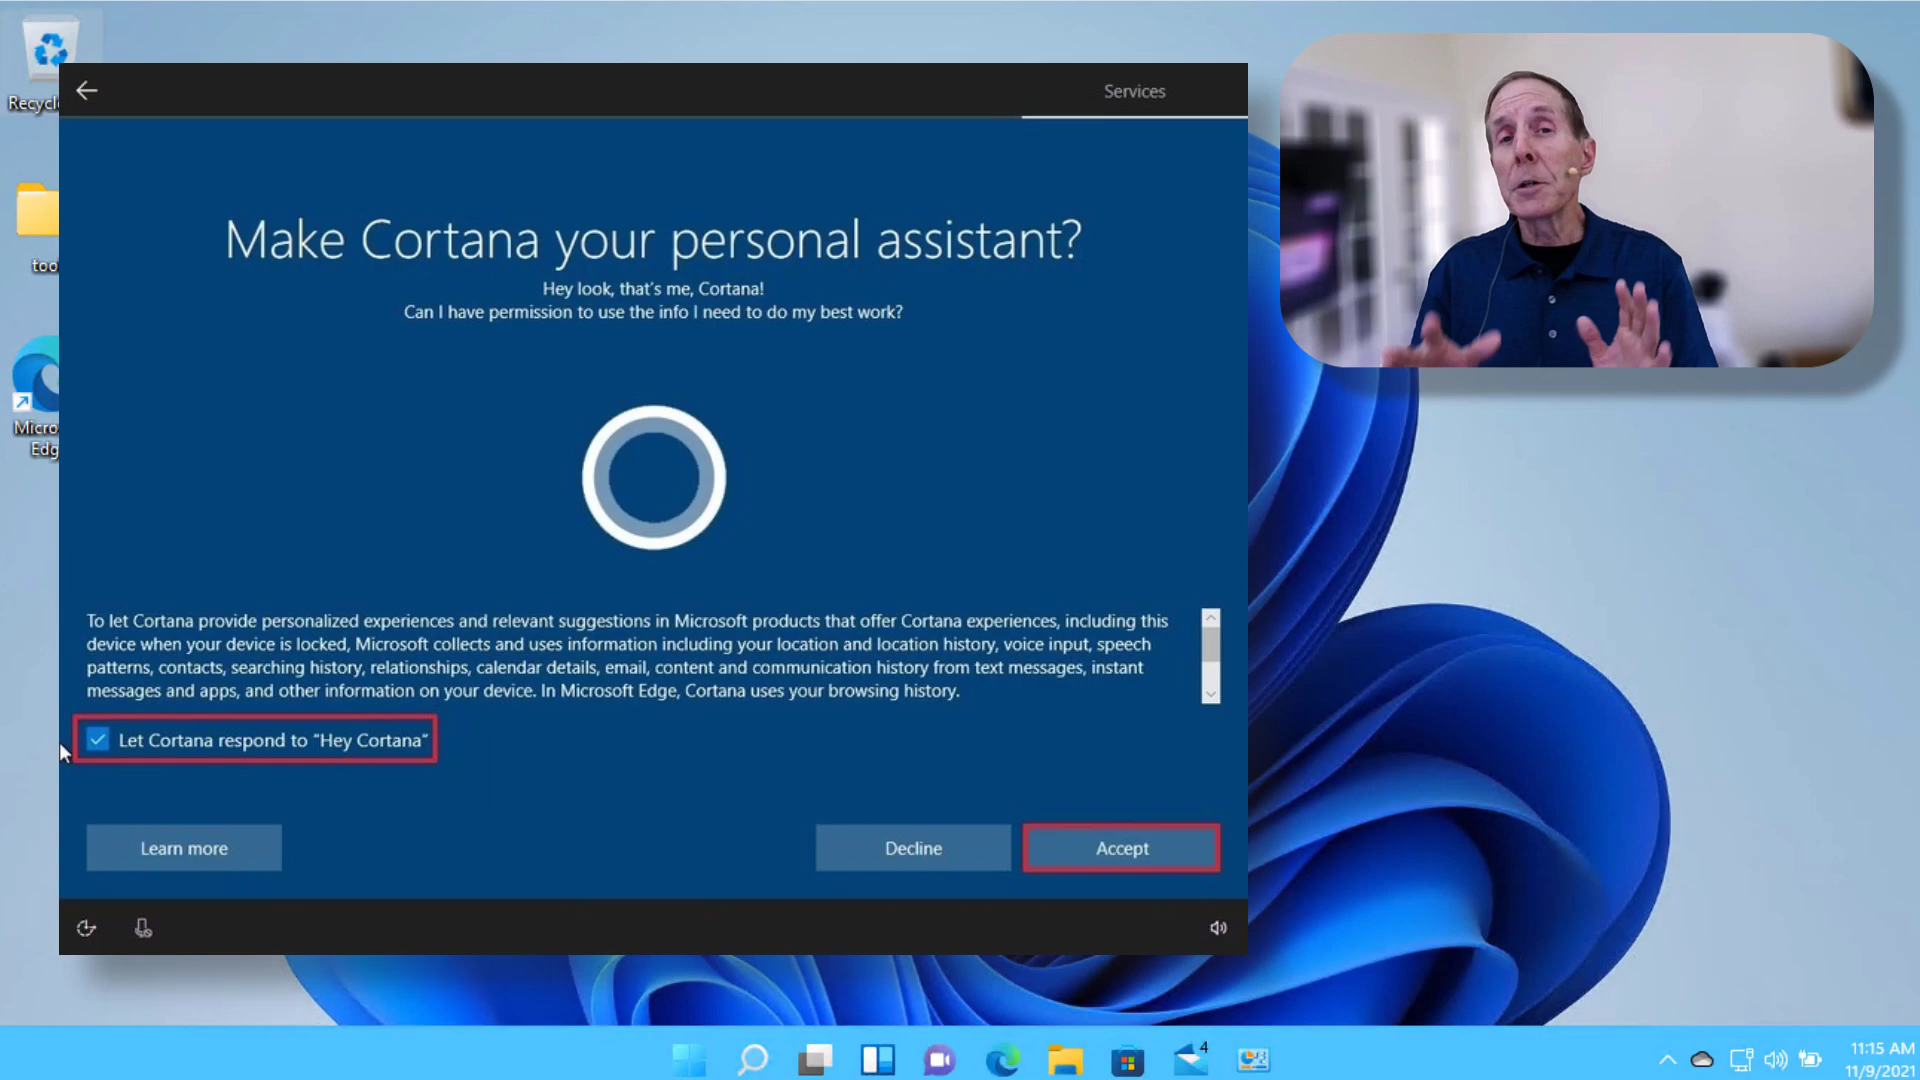 Recycl
Services
Make Cortana your personal assistant?
Hey look, that's me, Cortana!
Can I have permission to use the info I need to do my best work?
too
Micro
Edg
To let Cortana provide personalized experiences and relevant suggestions in Microsoft products that offer Cortana experiences, including this
device when your device is locked, Microsoft collects and uses information including your location and location history, voice input, speech
patterns, contacts, searching history, relationships, calendar details, email, content and communication history from text messages, instant
messages and apps, and other information on your device. In Microsoft Edge, Cortana uses your browsing history.
Let Cortana respond to “Hey Cortana”
Learn more
Decline
Accept
4
11:15 AM
11/9/2021